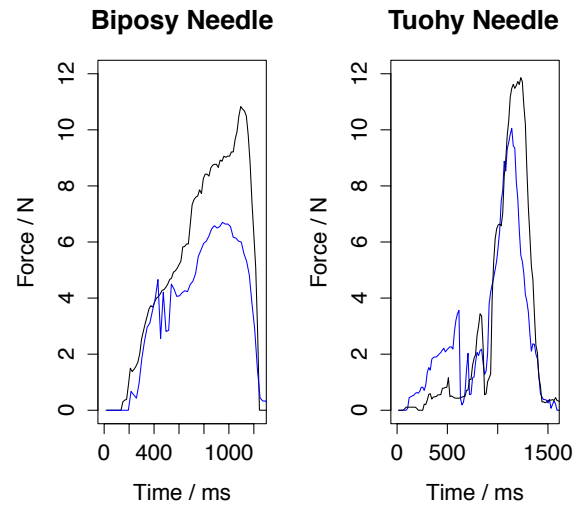 Biposy Needle
Force / N
0 2 4 6 8 10 12
0 400 1000
Time / ms
Tuohy Needle
Force / N
0 2 4 6 8 10 12
0 500 1500
Time / ms